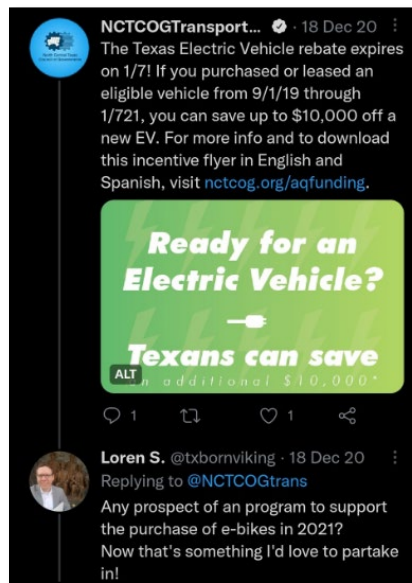 NCTCOGTransport... · 18 Dec 20
The Texas Electric Vehicle rebate expires
on 1/7! If you purchased or leased an
eligible vehicle from 9/1/19 through
1/721, you can save up to $10,000 off a
new EV. For more info and to download
this incentive flyer in English and
Spanish, visit nctcog.org/aqfunding.
Ready for an
Electric Vehicle?
Texans can save
ALT
an additional $10,000*
1
1
Loren S. @txbornviking · 18 Dec 20
Replying to @NCTCOGtrans
Any prospect of an program to support
the purchase of e-bikes in 2021?
Now that's something I'd love to partake
in!